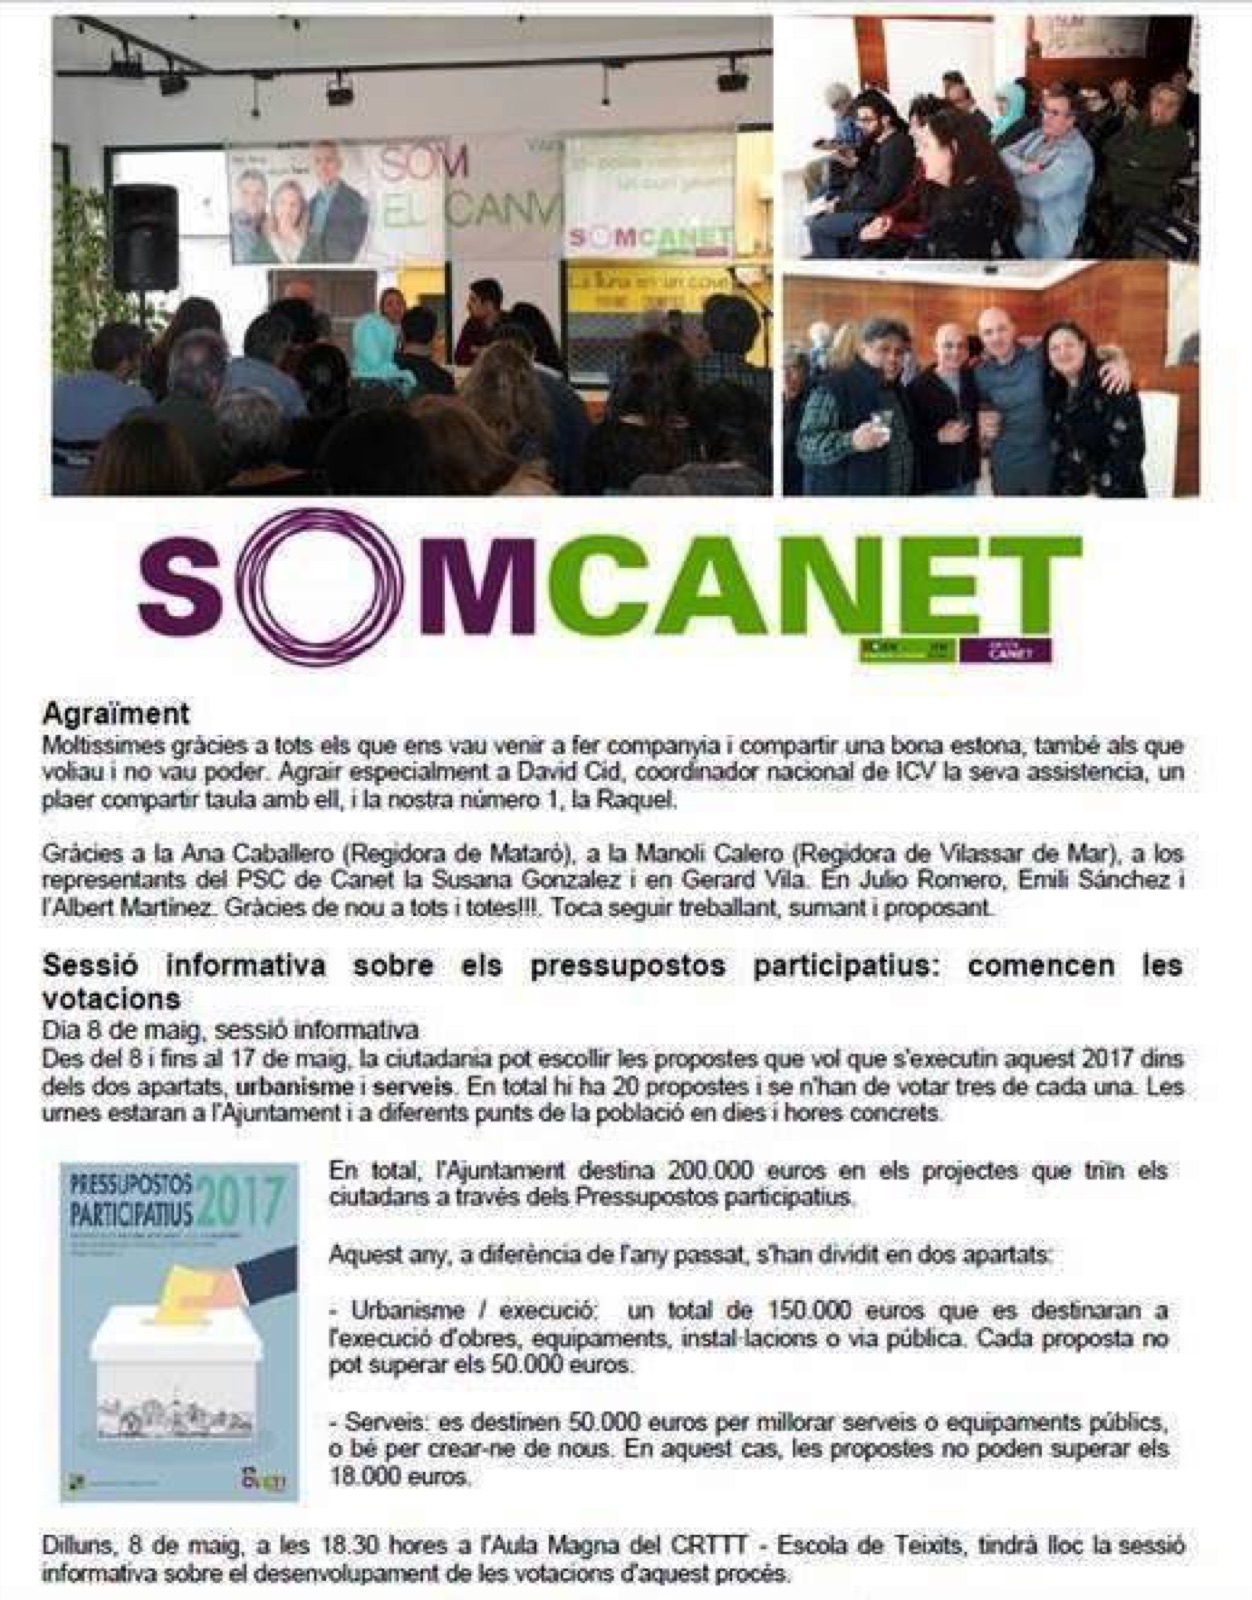 SOM
EL CANVI
SOMCANET
La lluna en un cove
SOMCANET
CANET
Agraïment
Moltissimes gràcies a tots els que ens vau venir a fer companyia i compartir una bona estona, també als que
voliau i no vau poder. Agrair especialment a David Cid, coordinador nacional de ICV la seva assistencia, un
plaer compartir taula amb ell, i la nostra número 1, la Raquel.
Gràcies a la Ana Caballero (Regidora de Mataró), a la Manoli Calero (Regidora de Vilassar de Mar), a los
representants del PSC de Canet la Susana Gonzalez i en Gerard Vila. En Julio Romero, Emili Sánchez i
l'Albert Martínez. Gràcies de nou a tots i totes!!!. Toca seguir treballant, sumant i proposant.
Sessió informativa sobre els pressupostos participatius: comencen les
votacions
Dia 8 de maig, sessió informativa
Des del 8 i fins al 17 de maig, la ciutadania pot escollir les propostes que vol que s'executin aquest 2017 dins
dels dos apartats, urbanisme i serveis. En total hi ha 20 propostes i se n'han de votar tres de cada una. Les
urnes estaran a l'Ajuntament i a diferents punts de la població en dies i hores concrets.
PRESSUPOSTOS
PARTICIPATIUS 2017
En total, l'Ajuntament destina 200.000 euros en els projectes que triïn els
ciutadans a través dels Pressupostos participatius.
Aquest any, a diferència de l'any passat, s'han dividit en dos apartats:
- Urbanisme / execució: un total de 150.000 euros que es destinaran a
l'execució d'obres, equipaments, instal·lacions o via pública. Cada proposta no
pot superar els 50.000 euros.
- Serveis: es destinen 50.000 euros per millorar serveis o equipaments públics,
o bé per crear-ne de nous. En aquest cas, les propostes no poden superar els
18.000 euros.
Dilluns, 8 de maig, a les 18.30 hores a l'Aula Magna del CRTTT - Escola de Teixits, tindrà lloc la sessió
informativa sobre el desenvolupament de les votacions d'aquest procés.